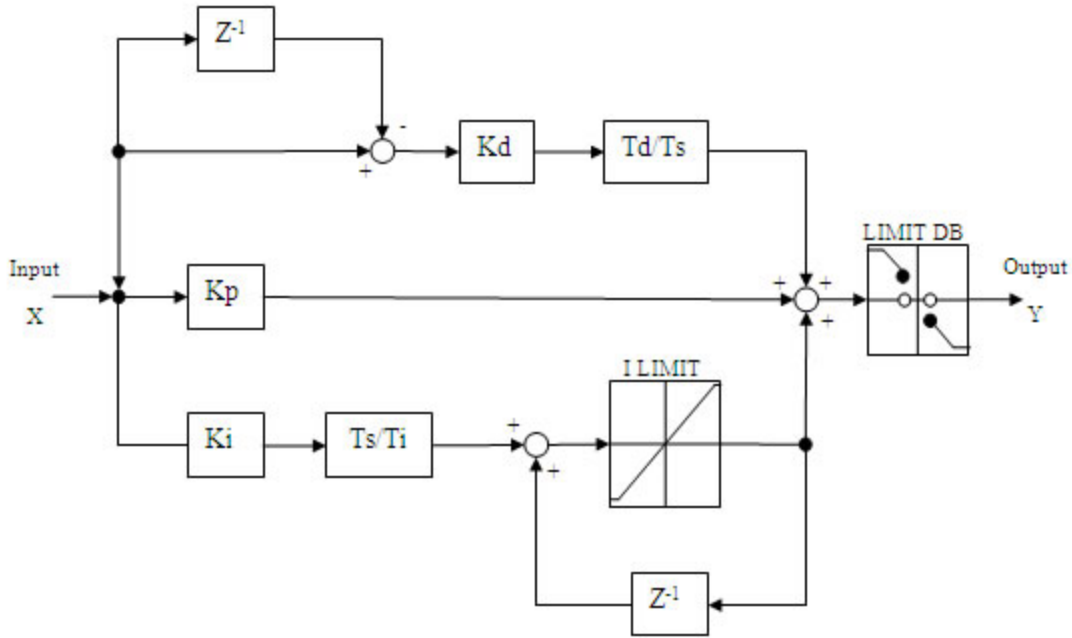 Z-1
-
+
Kd
Td/Ts
LIMIT DB
Input
X
Kp
+
+
+
Output
Y
I LIMIT
Ki
Ts/Ti
+
+
Z-1